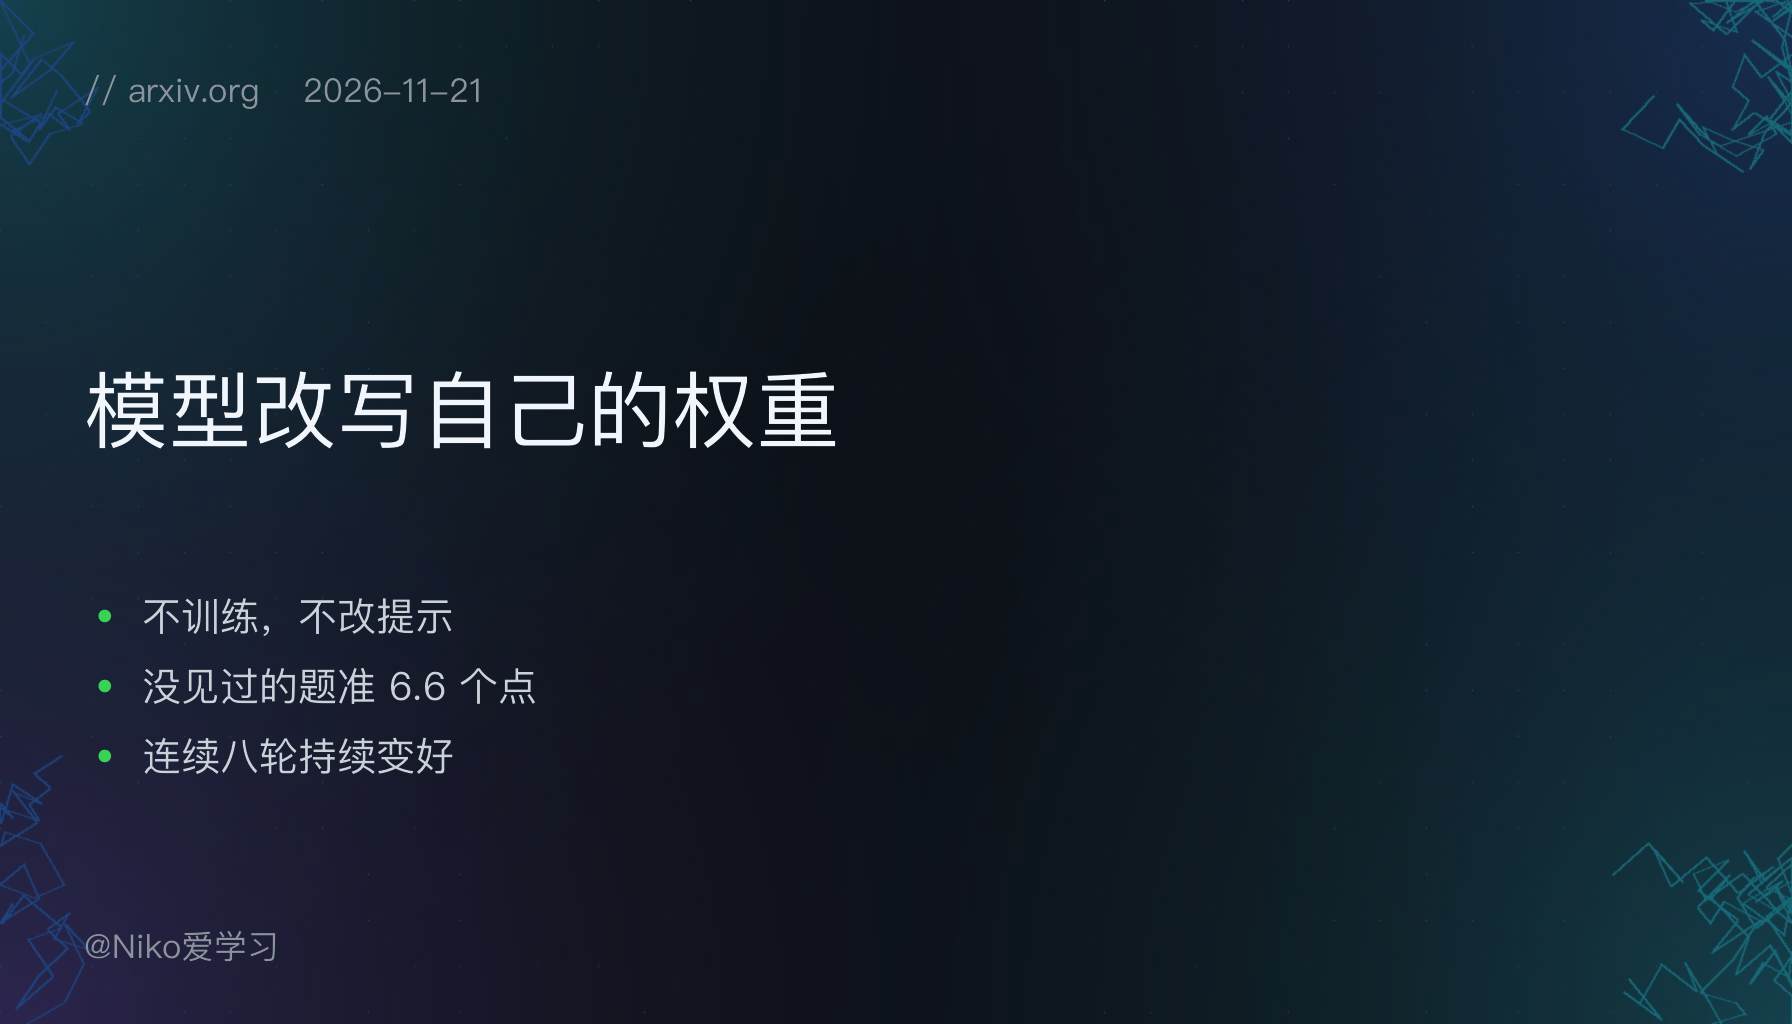 // arxiv.org 2026-11-21
模型改写自己的权重
• 不训练，不改提示
• 没见过的题准 6.6 个点
• 连续八轮持续变好
@Niko爱学习